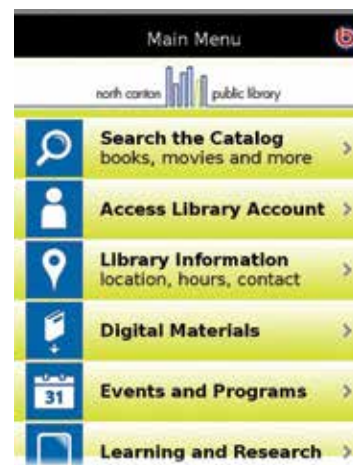 Main Menu
north canton public library
Search the Catalog
books, movies and more
Access Library Account
Library Information
location, hours, contact
Digital Materials
31
Events and Programs
Learning and Research